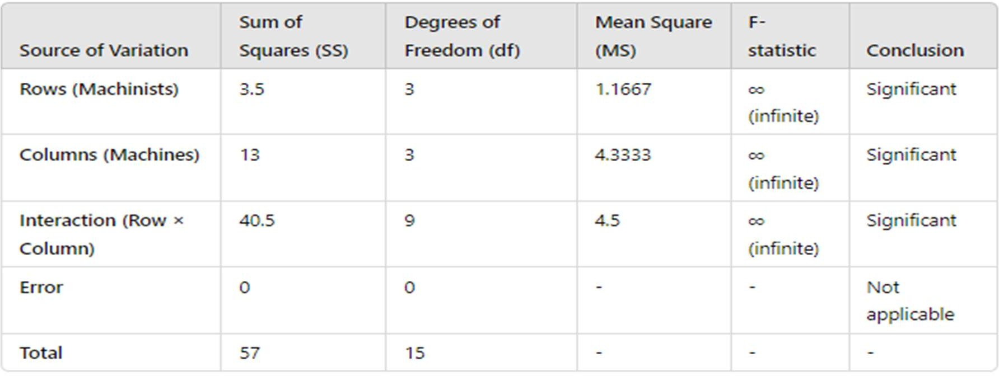 Source of Variation Sum of Squares (SS) Degrees of Freedom (df) Mean Square (MS) F-statistic Conclusion
Rows (Machinists) 3.5 3 1.1667 ∞ (infinite) Significant
Columns (Machines) 13 3 4.3333 ∞ (infinite) Significant
Interaction (Row × Column) 40.5 9 4.5 ∞ (infinite) Significant
Error 0 0 - - Not applicable
Total 57 15 - - -